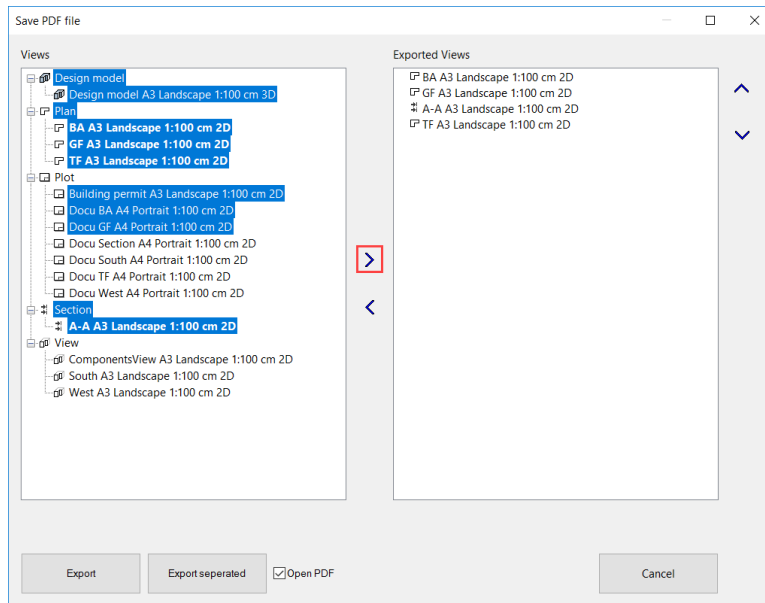 Save PDF file
Views
Design model
Design model A3 Landscape 1:100 cm 3D
Plan
BA A3 Landscape 1:100 cm 2D
GF A3 Landscape 1:100 cm 2D
TF A3 Landscape 1:100 cm 2D
Plot
Building permit A3 Landscape 1:100 cm 2D
Docu BA A4 Portrait 1:100 cm 2D
Docu GF A4 Portrait 1:100 cm 2D
Docu Section A4 Portrait 1:100 cm 2D
Docu South A4 Portrait 1:100 cm 2D
Docu TF A4 Portrait 1:100 cm 2D
Docu West A4 Portrait 1:100 cm 2D
Section
A-A A3 Landscape 1:100 cm 2D
View
ComponentsView A3 Landscape 1:100 cm 2D
South A3 Landscape 1:100 cm 2D
West A3 Landscape 1:100 cm 2D
Exported Views
BA A3 Landscape 1:100 cm 2D
GF A3 Landscape 1:100 cm 2D
A-A A3 Landscape 1:100 cm 2D
TF A3 Landscape 1:100 cm 2D
Export
Export seperated
Open PDF
Cancel